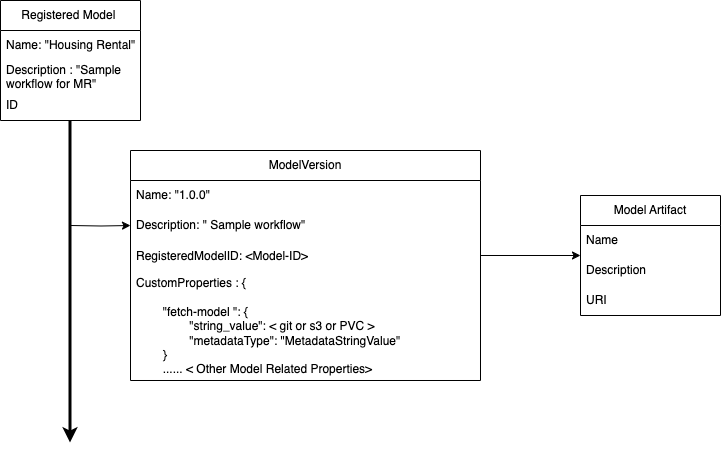 Registered Model
Name: "Housing Rental"
Description : "Sample
workflow for MR"
ID
ModelVersion
Name: "1.0.0"
Description: " Sample workflow"
RegisteredModelID: <Model-ID>
CustomProperties : {
"fetch-model ": {
"string_value": < git or s3 or PVC >
"metadataType": "MetadataStringValue"
}
...... < Other Model Related Properties>
Model Artifact
Name
Description
URI